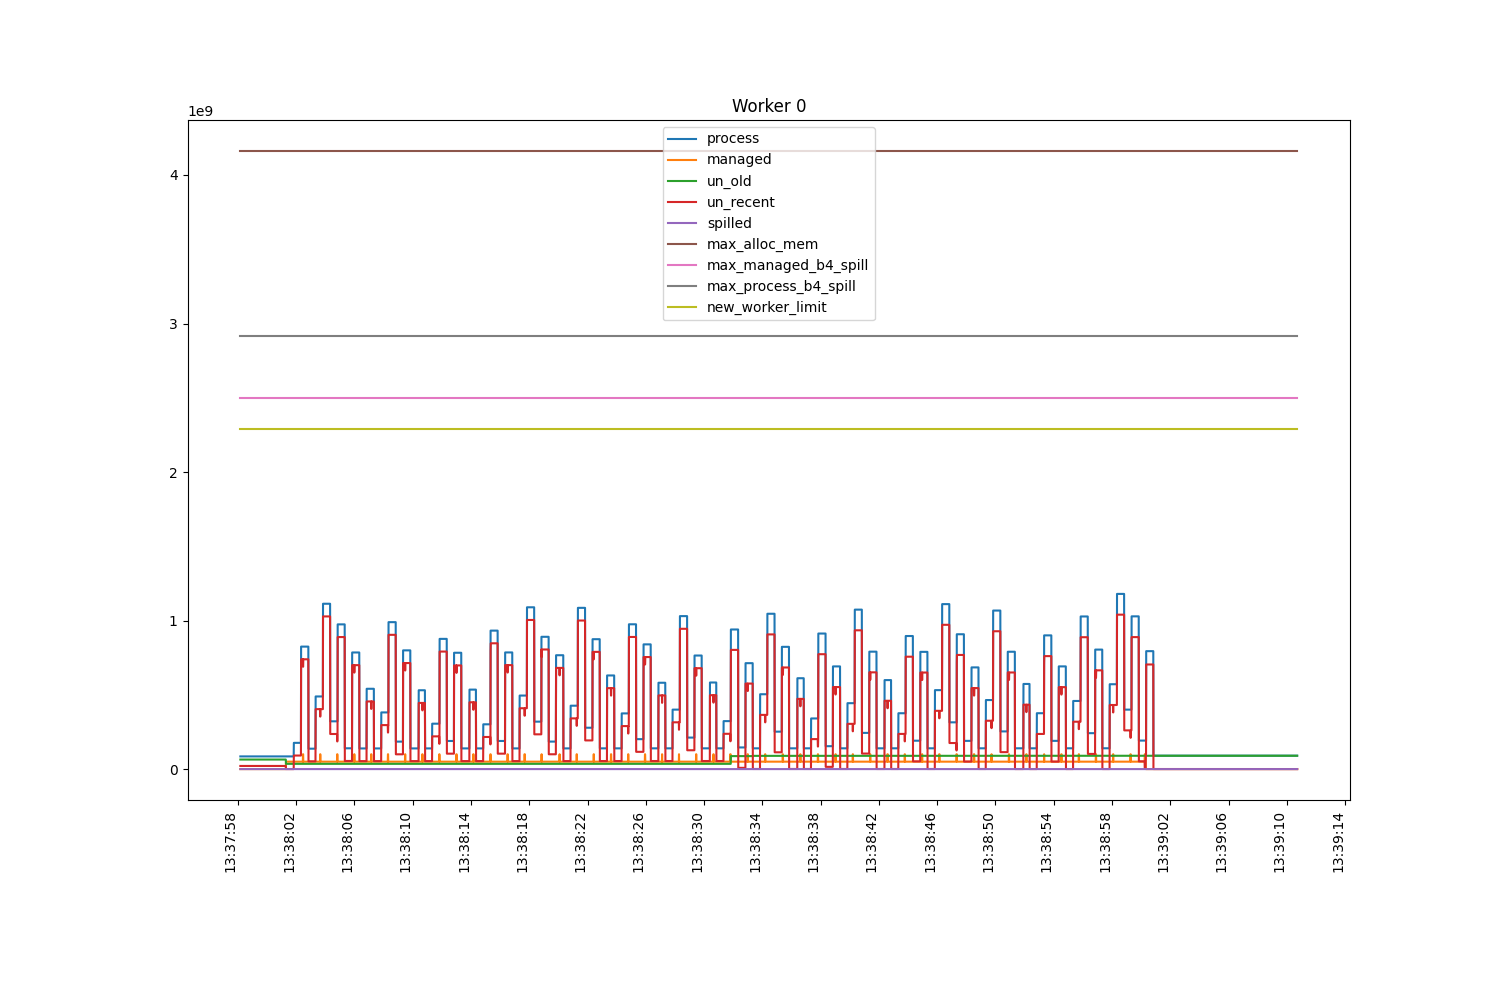 Worker 0
1e9
process
managed
un_old
un_recent
spilled
max_alloc_mem
max_managed_b4_spill
max_process_b4_spill
new_worker_limit
4
3
2
1
0
13:37:58
13:38:02
13:38:06
13:38:10
13:38:14
13:38:18
13:38:22
13:38:26
13:38:30
13:38:34
13:38:38
13:38:42
13:38:46
13:38:50
13:38:54
13:38:58
13:39:02
13:39:06
13:39:10
13:39:14